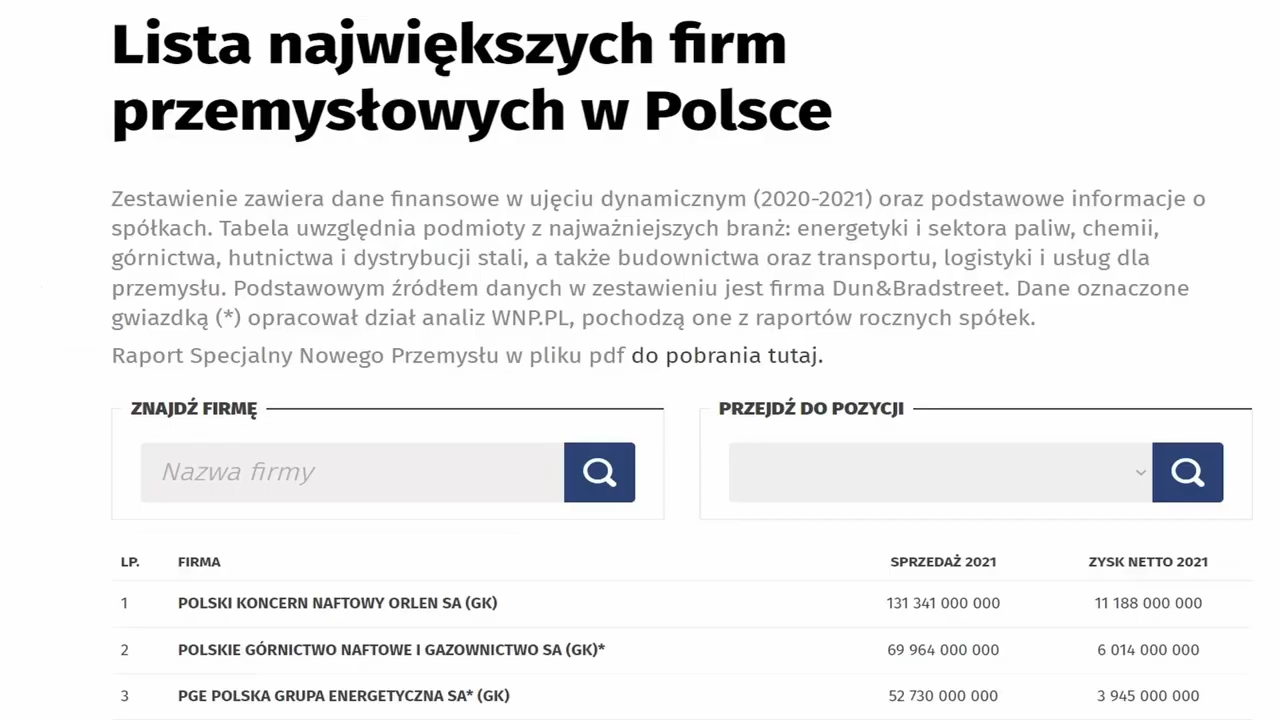 Lista największych firm
przemysłowych w Polsce
Zestawienie zawiera dane finansowe w ujęciu dynamicznym (2020-2021) oraz podstawowe informacje o
spółkach. Tabela uwzględnia podmioty z najważniejszych branż: energetyki i sektora paliw, chemii,
górnictwa, hutnictwa i dystrybucji stali, a także budownictwa oraz transportu, logistyki i usług dla
przemysłu. Podstawowym źródłem danych w zestawieniu jest firma Dun&Bradstreet. Dane oznaczone
gwiazdką (*) opracował dział analiz WNP.PL, pochodzą one z raportów rocznych spółek.
Raport Specjalny Nowego Przemysłu w pliku pdf do pobrania tutaj.
ZNAJDŹ FIRMĘ PRZEJDŹ DO POZYCJI
Nazwa firmy
LP. FIRMA SPRZEDAŻ 2021 ZYSK NETTO 2021
1 POLSKI KONCERN NAFTOWY ORLEN SA (GK) 131 341 000 000 11 188 000 000
2 POLSKIE GÓRNICTWO NAFTOWE I GAZOWNICTWO SA (GK)* 69 964 000 000 6 014 000 000
3 PGE POLSKA GRUPA ENERGETYCZNA SA* (GK) 52 730 000 000 3 945 000 000